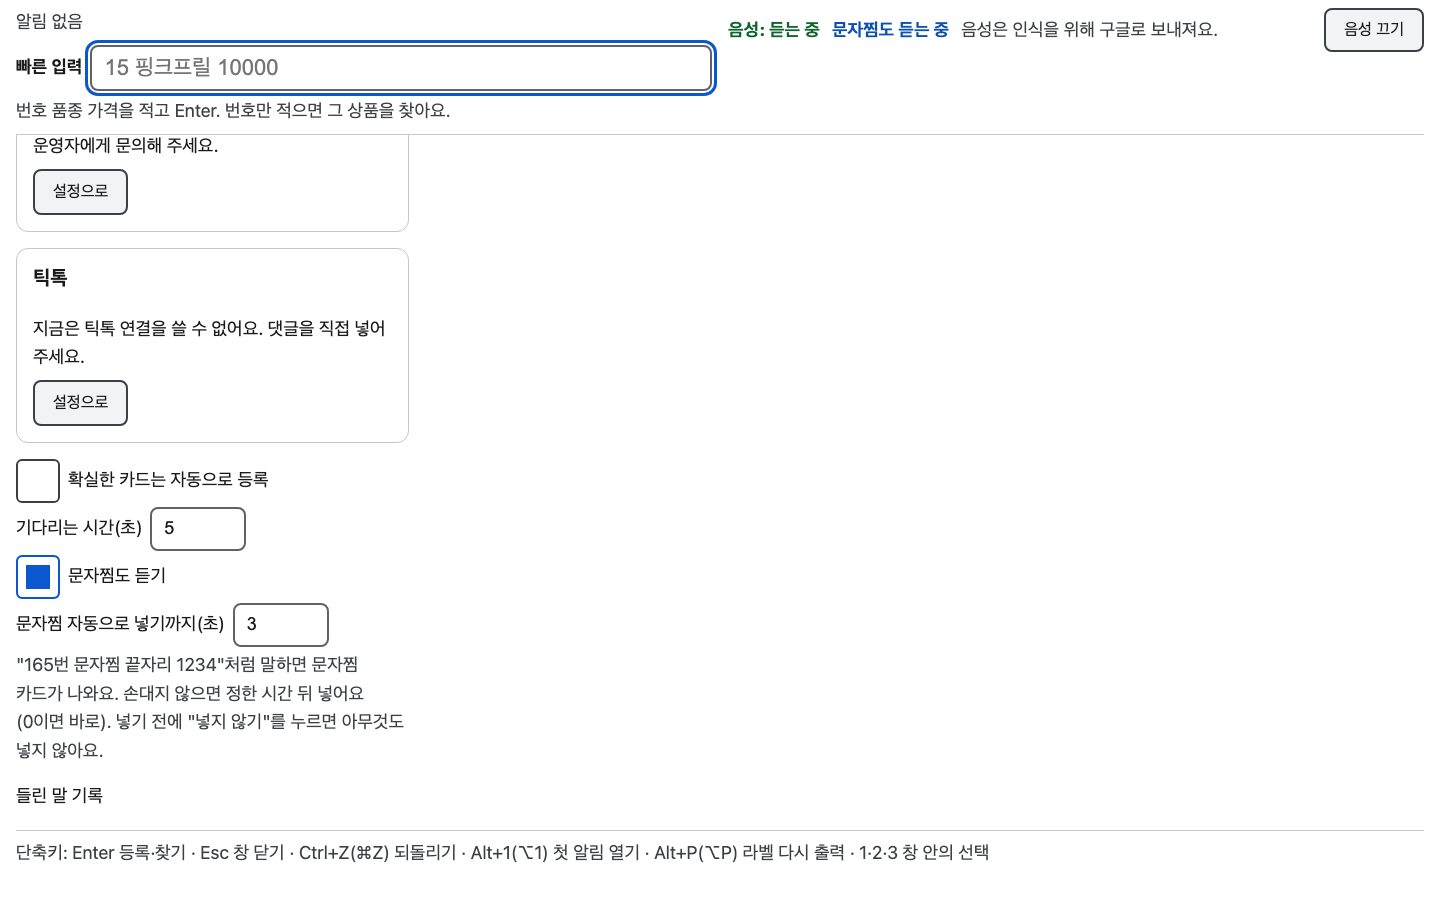 알림 없음
음성: 듣는 중 문자찜도 듣는 중 음성은 인식을 위해 구글로 보내져요.
음성 끄기
빠른 입력 15 핑크프릴 10000
번호 품종 가격을 적고 Enter. 번호만 적으면 그 상품을 찾아요.
운영자에게 문의해 주세요.
설정으로
틱톡
지금은 틱톡 연결을 쓸 수 없어요. 댓글을 직접 넣어
주세요.
설정으로
확실한 카드는 자동으로 등록
기다리는 시간(초) 5
문자찜도 듣기
문자찜 자동으로 넣기까지(초) 3
"165번 문자찜 끝자리 1234"처럼 말하면 문자찜
카드가 나와요. 손대지 않으면 정한 시간 뒤 넣어요
(0이면 바로). 넣기 전에 "넣지 않기"를 누르면 아무것도
넣지 않아요.
들린 말 기록
단축키: Enter 등록·찾기 · Esc 창 닫기 · Ctrl+Z(⌘Z) 되돌리기 · Alt+1(⌥1) 첫 알림 열기 · Alt+P(⌥P) 라벨 다시 출력 · 1·2·3 창 안의 선택